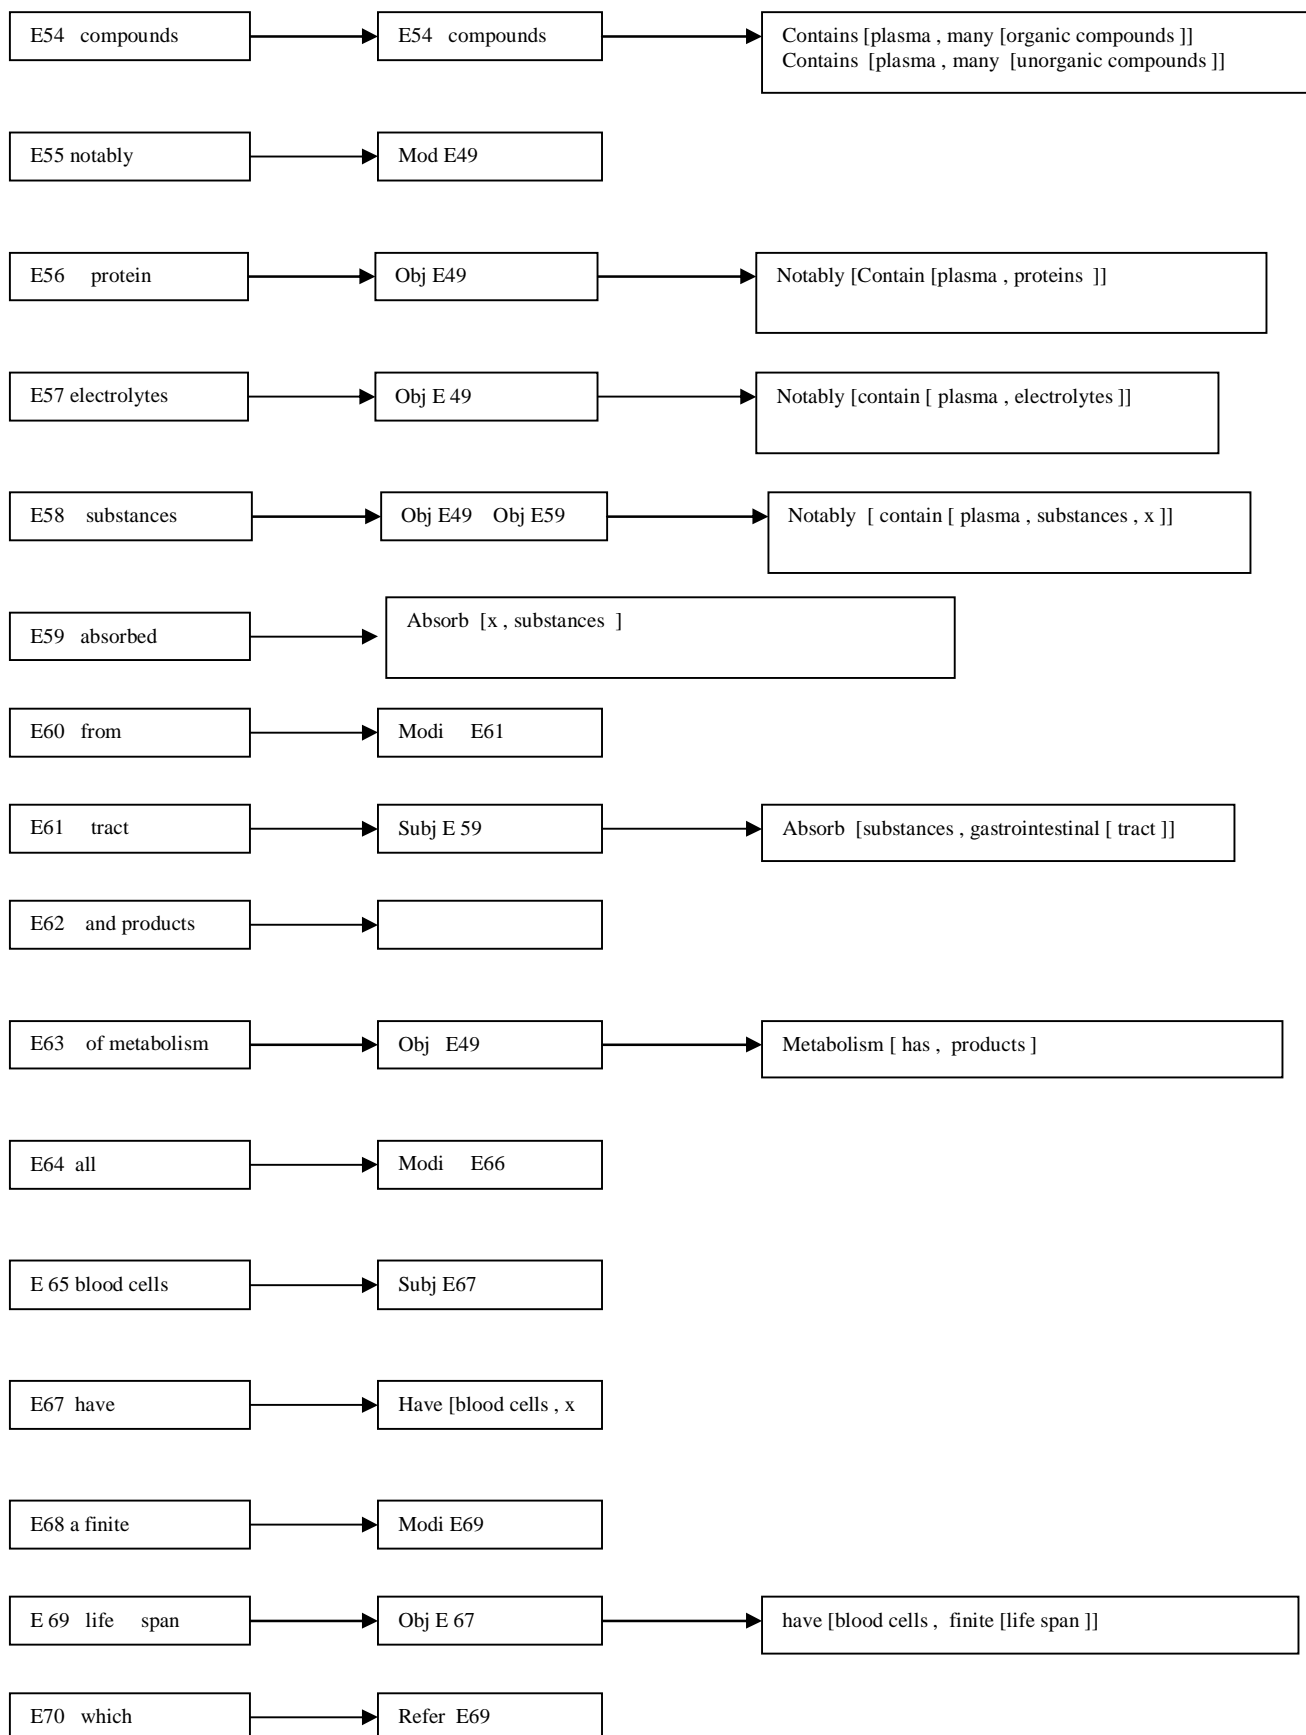 E54 compounds
E54 compounds
Contains [plasma , many [organic compounds ]]
Contains [plasma , many [unorganic compounds ]]
E55 notably
Mod E49
E56 protein
Obj E49
Notably [Contain [plasma , proteins ]]
E57 electrolytes
Obj E 49
Notably [contain [ plasma , electrolytes ]]
E58 substances
Obj E49 Obj E59
Notably [ contain [ plasma , substances , x ]]
E59 absorbed
Absorb [x , substances ]
E60 from
Modi E61
E61 tract
Subj E 59
Absorb [substances , gastrointestinal [ tract ]]
E62 and products
E63 of metabolism
Obj E49
Metabolism [ has , products ]
E64 all
Modi E66
E 65 blood cells
Subj E67
E67 have
Have [blood cells , x
E68 a finite
Modi E69
E 69 life span
Obj E 67
have [blood cells , finite [life span ]]
E70 which
Refer E69